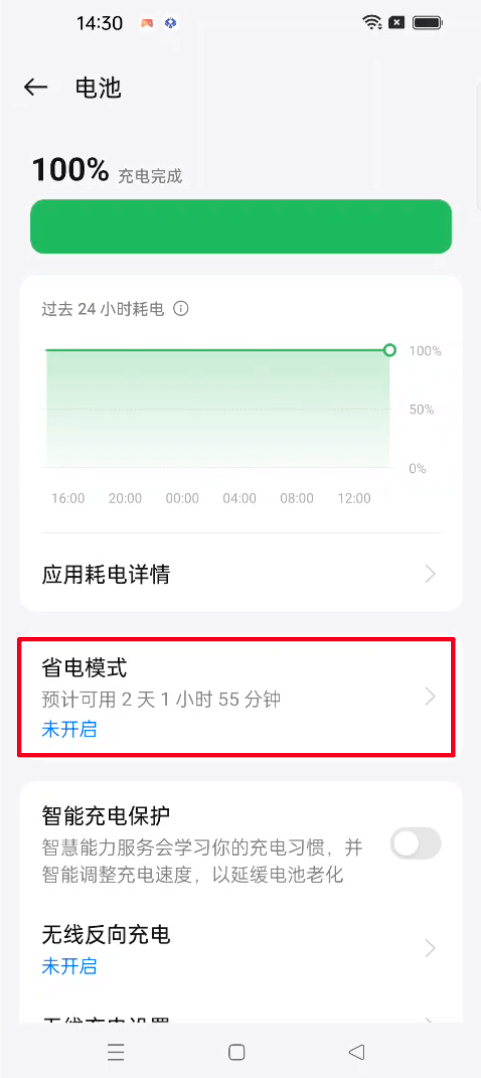 14:30
电池
100% 充电完成
过去 24 小时耗电
100%
50%
0%
16:00 20:00 00:00 04:00 08:00 12:00
应用耗电详情
省电模式
预计可用 2 天 1 小时 55 分钟
未开启
智能充电保护
智慧能力服务会学习你的充电习惯，并
智能调整充电速度，以延缓电池老化
无线反向充电
未开启